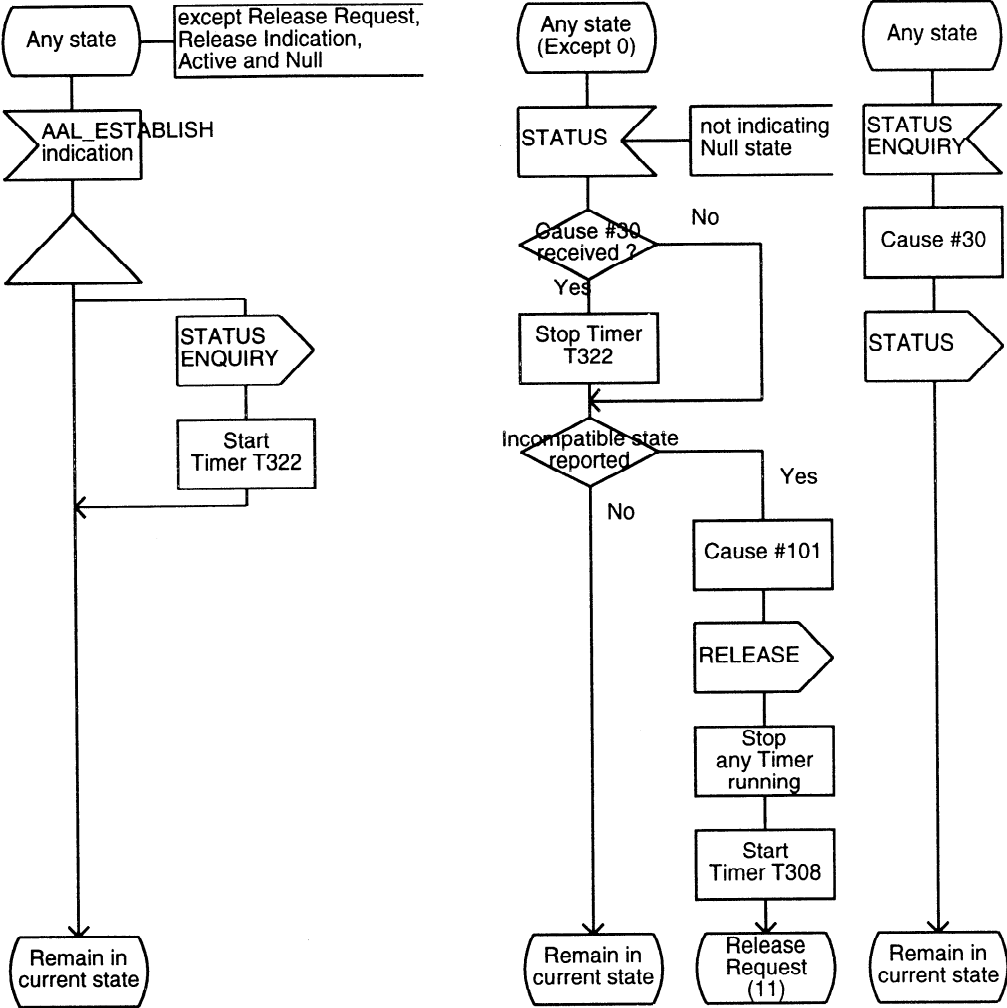 Any state
except Release Request,
Release Indication,
Active and Null
AAL_ESTABLISH
indication
STATUS
ENQUIRY
Start
Timer T322
Remain in
current state
Any state
(Except 0)
STATUS
not indicating
Null state
Cause #30
received ?
No
Yes
Stop Timer
T322
Incompatible state
reported
Yes
No
Cause #101
RELEASE
Stop
any Timer
running
Start
Timer T308
Remain in
current state
Release
Request
(11)
Any state
STATUS
ENQUIRY
Cause #30
STATUS
Remain in
current state